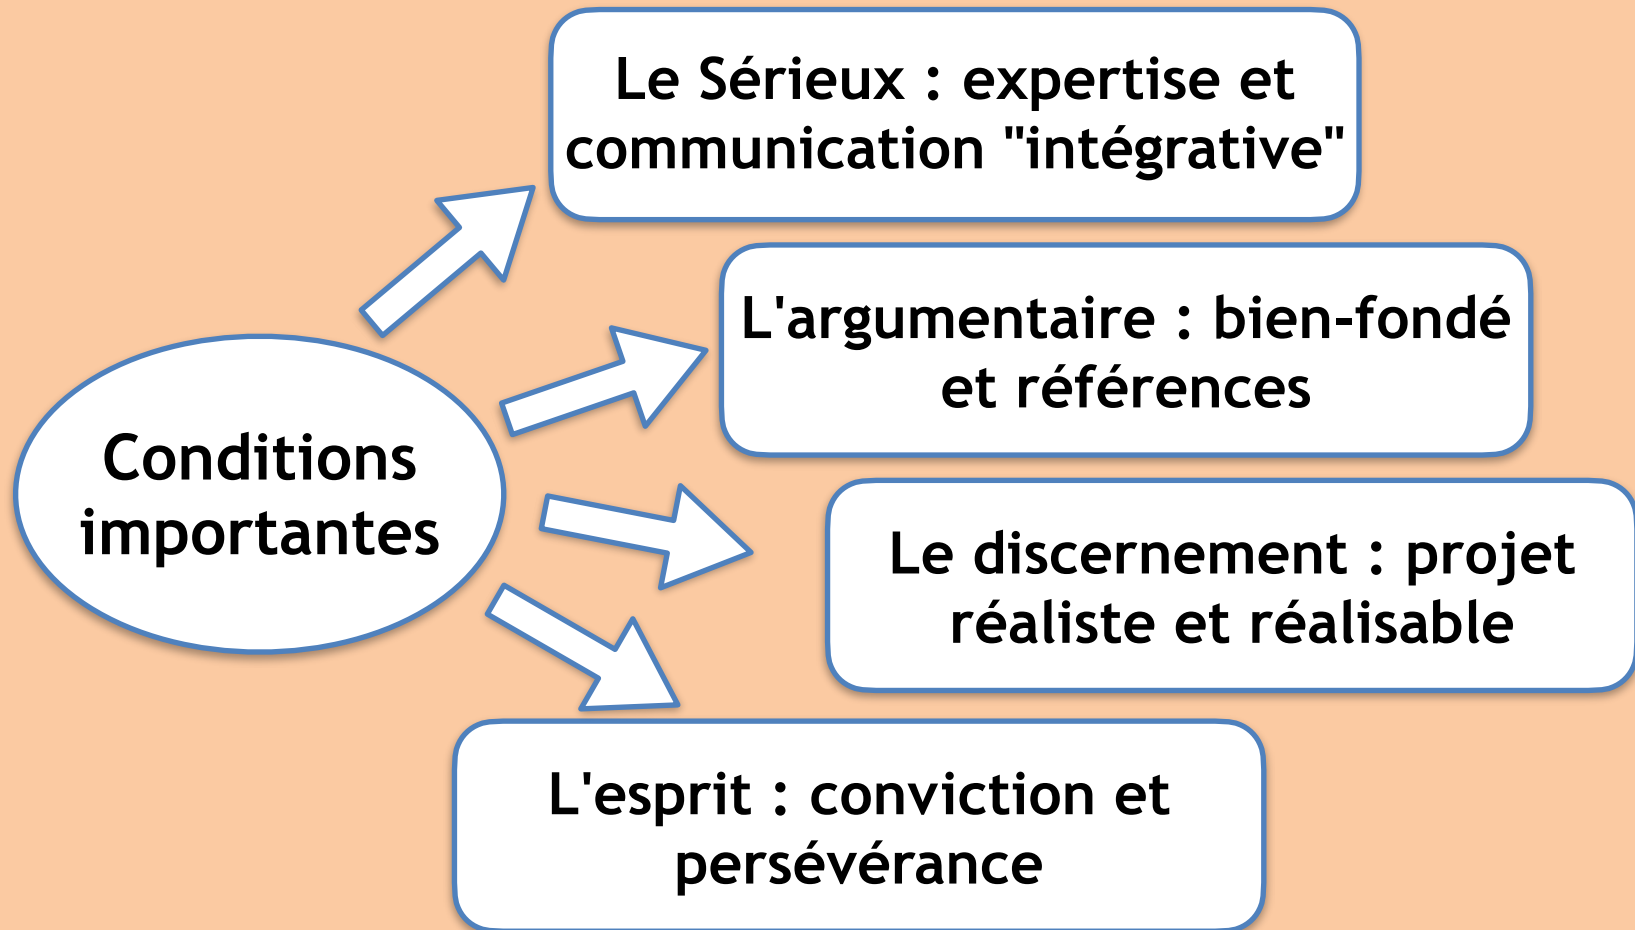 Le Sérieux : expertise et
communication "intégrative"
L'argumentaire : bien-fondé
et références
Conditions
importantes
Le discernement : projet
réaliste et réalisable
L'esprit : conviction et
persévérance